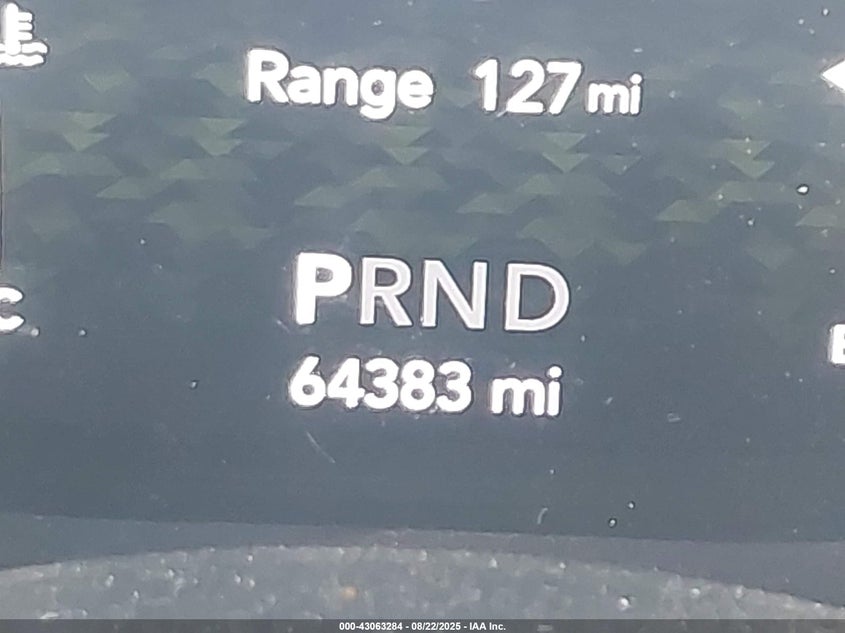 Range 127 mi
PRND
C
64383 mi
000-43063284 - 08/22/2025 - IAA Inc.